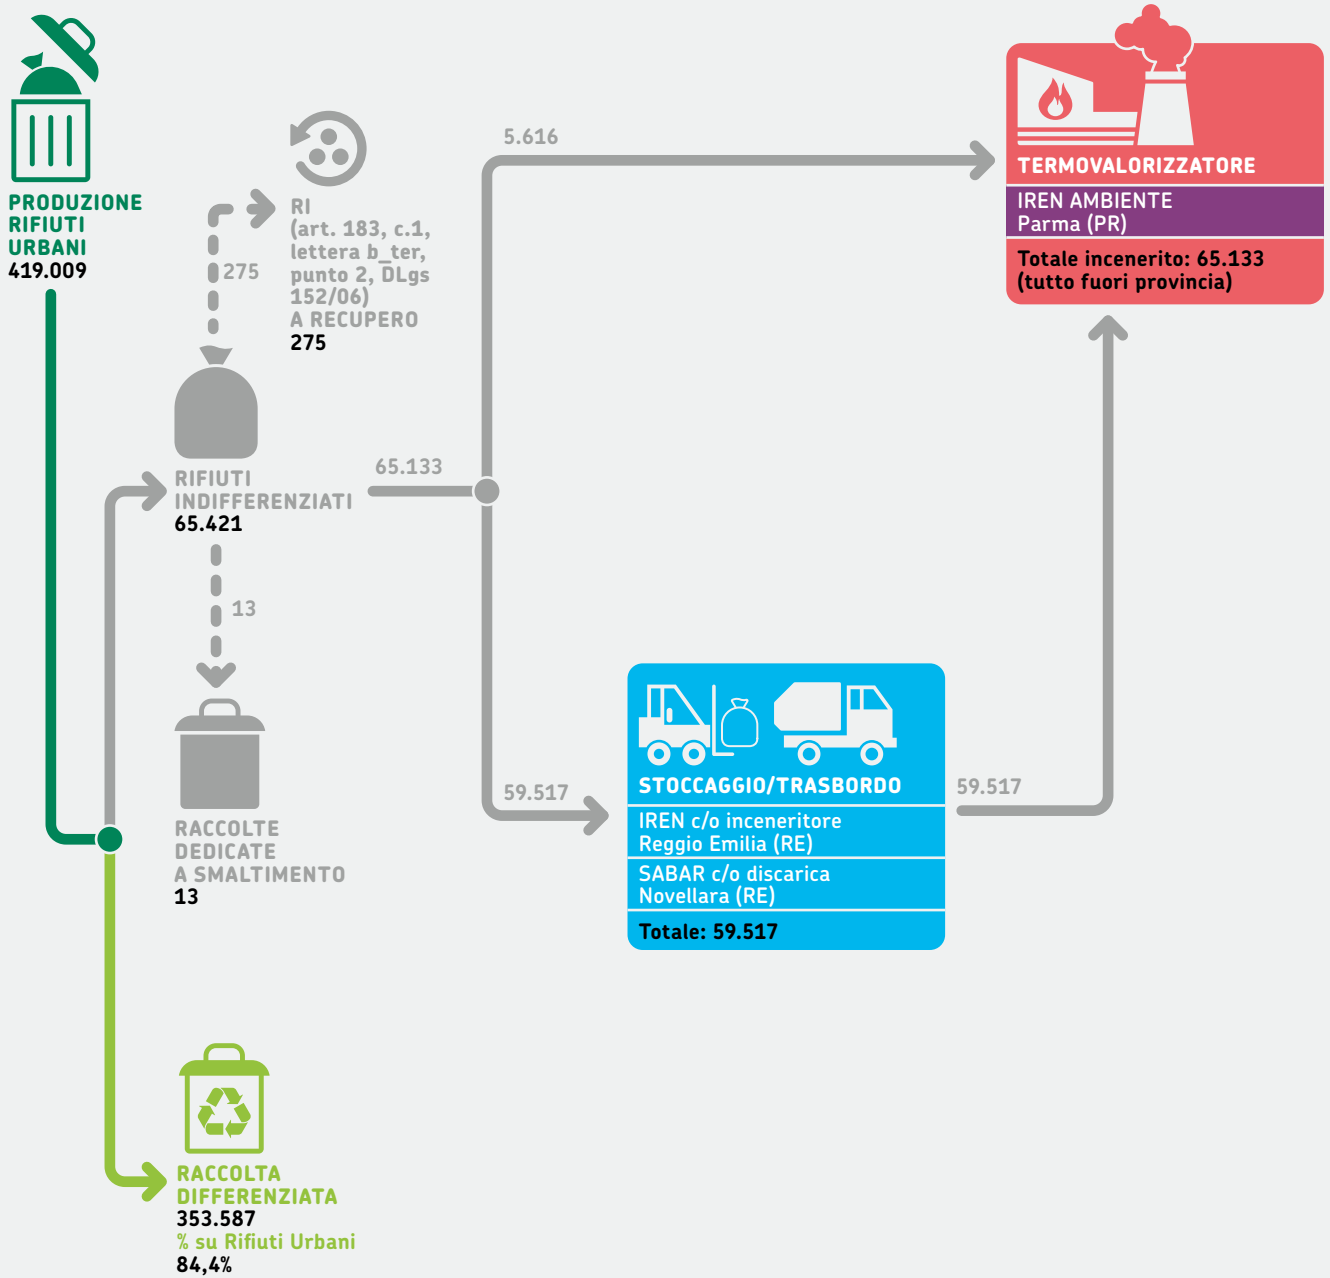 PRODUZIONE
RIFIUTI
URBANI
419.009
275
RI
(art. 183, c.1,
lettera b_ter,
punto 2, DLgs
152/06)
A RECUPERO
275
RIFIUTI
INDIFFERENZIATI
65.421
13
RACCOLTE
DEDICATE
A SMALTIMENTO
13
RACCOLTA
DIFFERENZIATA
353.587
% su Rifiuti Urbani
84,4%
65.133
5.616
59.517
STOCCAGGIO/TRASBORDO
IREN c/o inceneritore
Reggio Emilia (RE)
SABAR c/o discarica
Novellara (RE)
Totale: 59.517
59.517
TERMOVALORIZZATORE
IREN AMBIENTE
Parma (PR)
Totale incenerito: 65.133
(tutto fuori provincia)